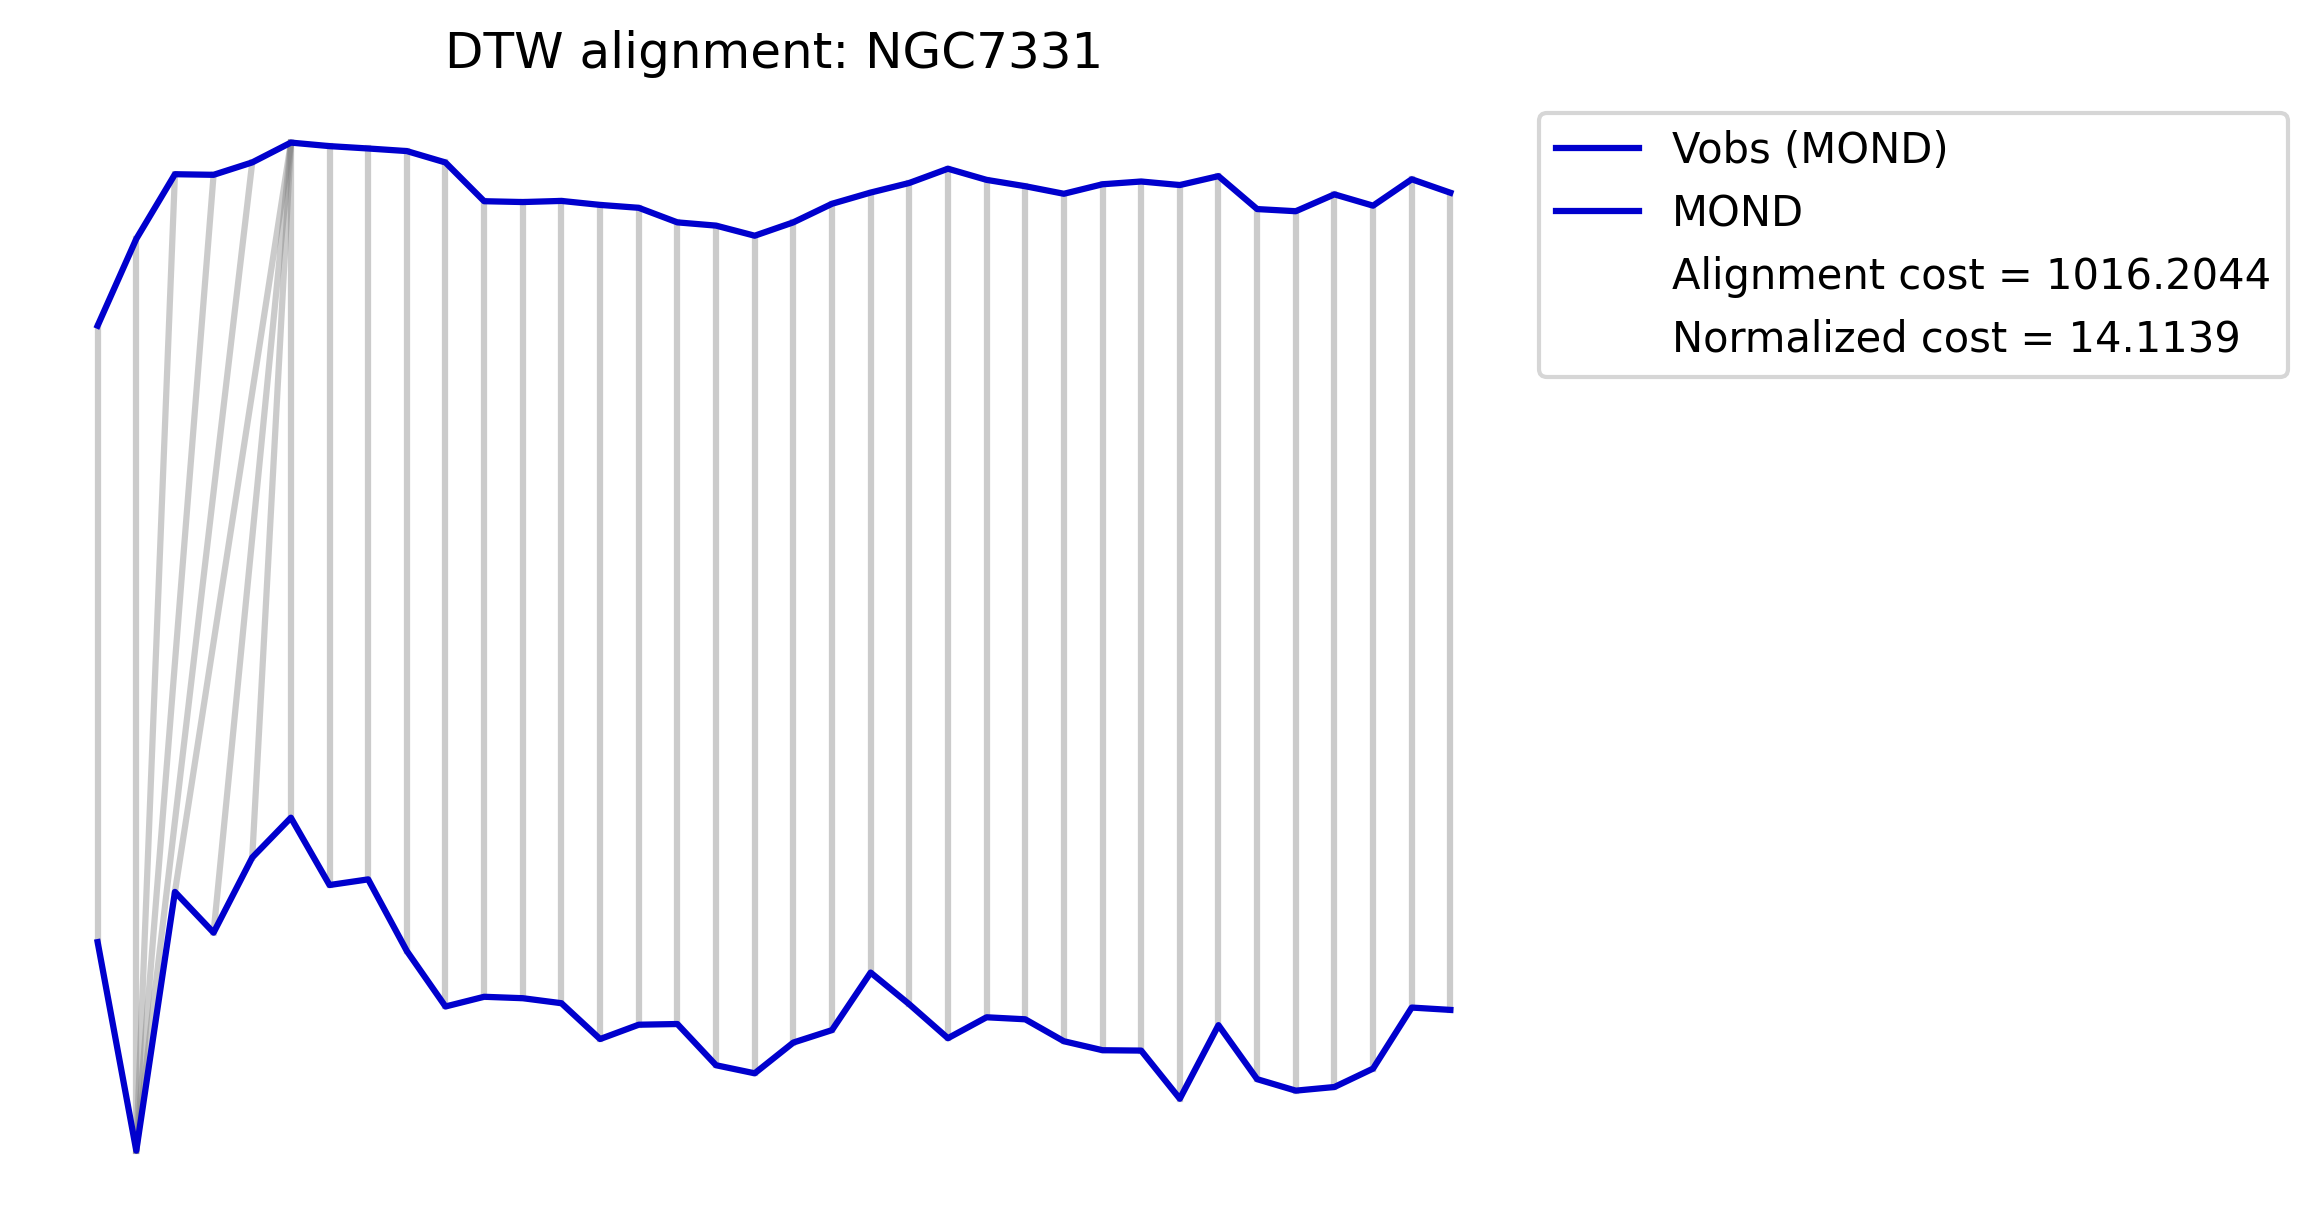 DTW alignment: NGC7331
Vobs (MOND)
MOND
Alignment cost = 1016.2044
Normalized cost = 14.1139